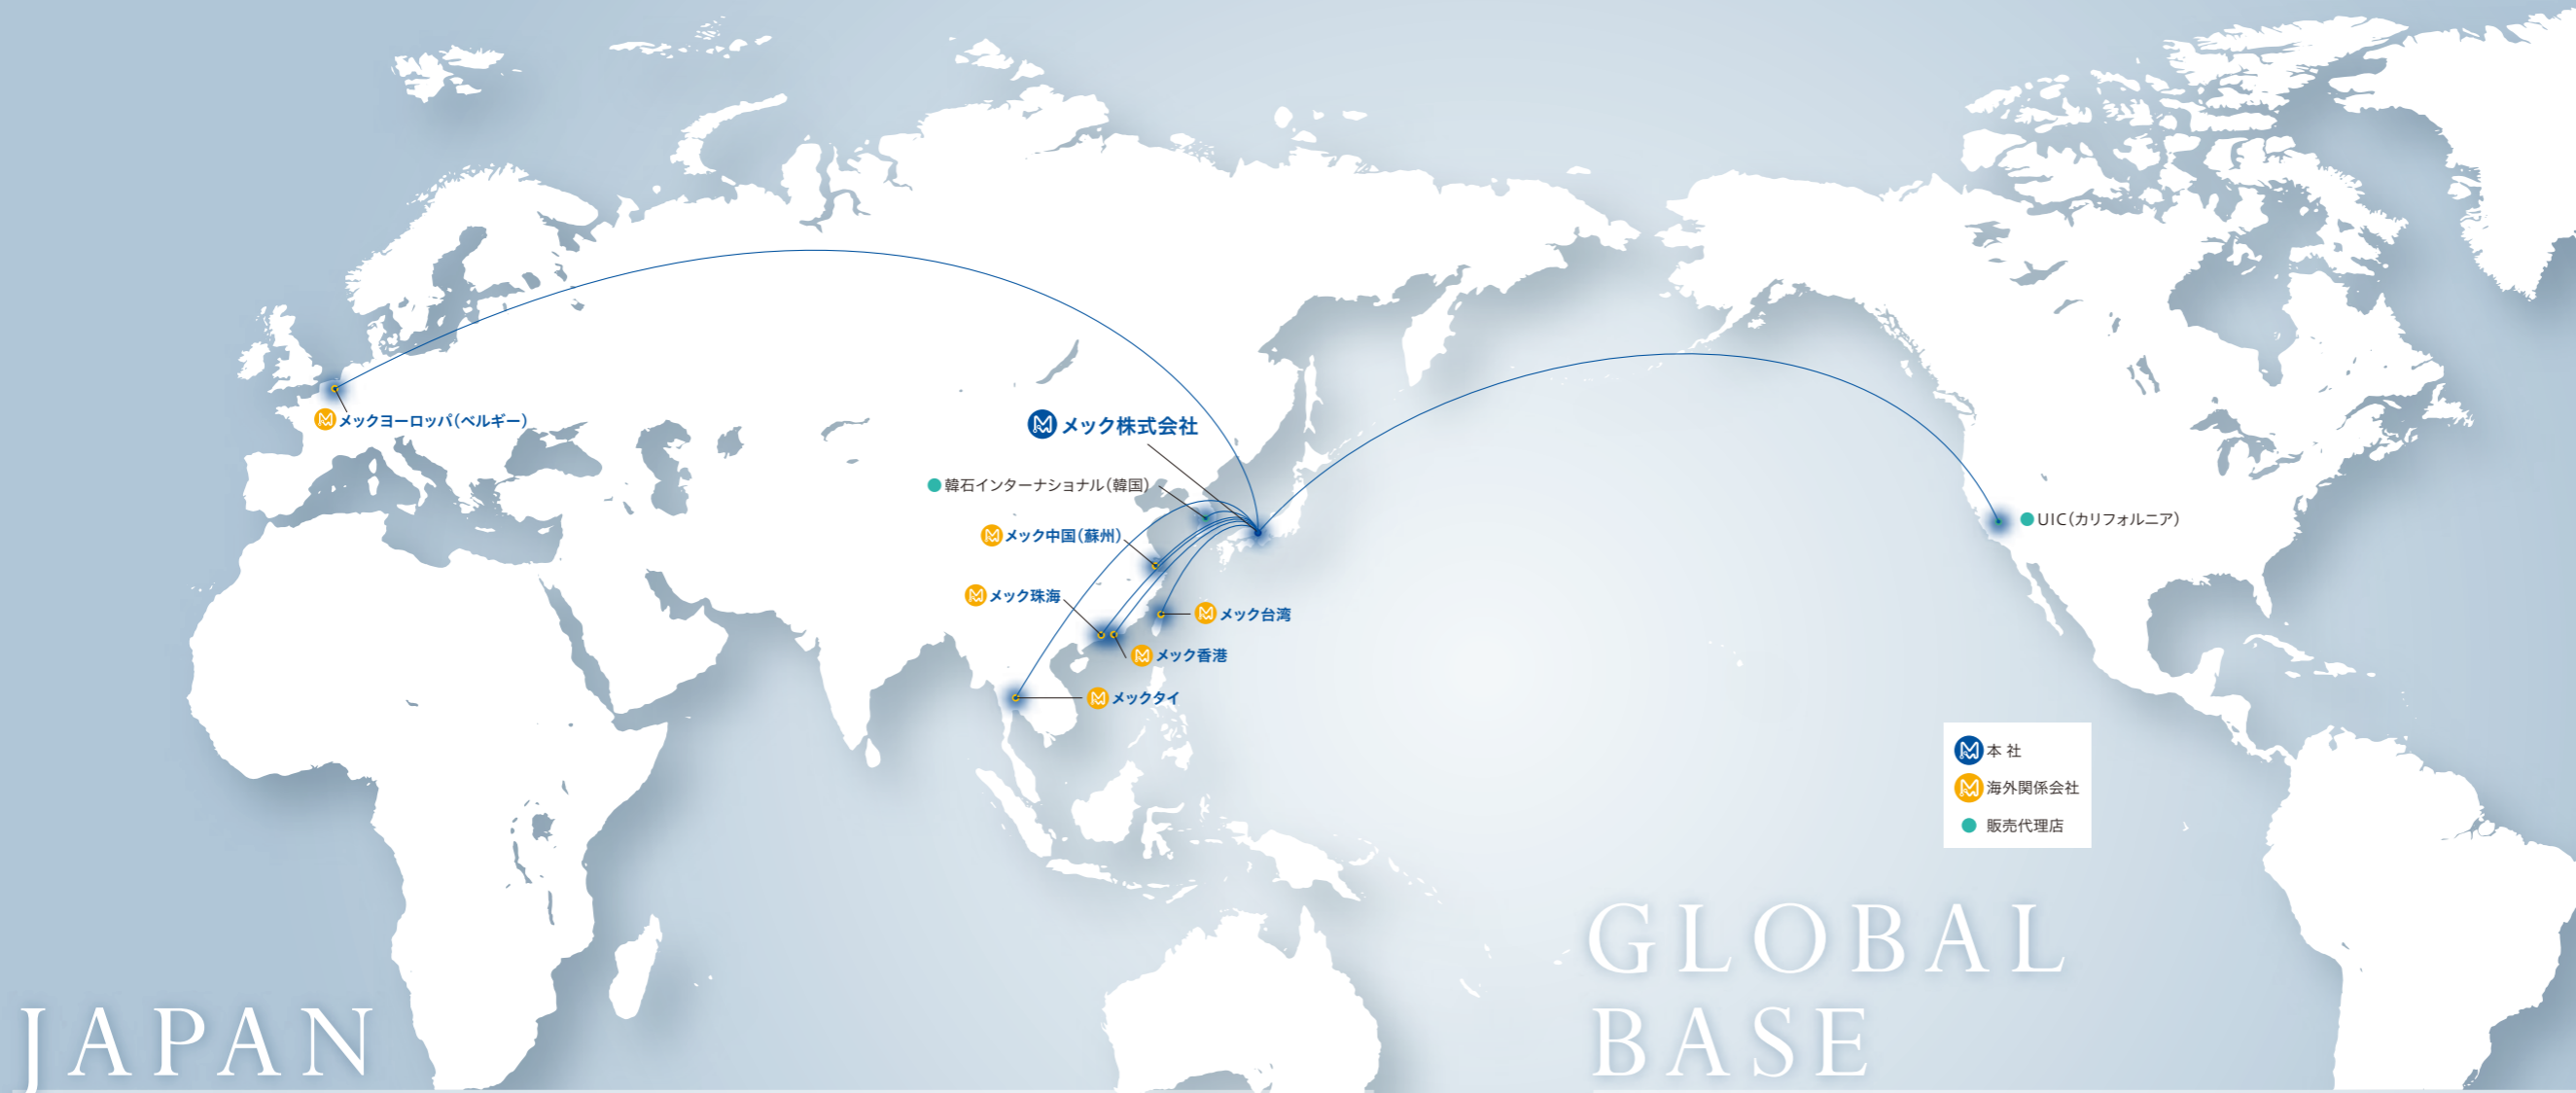 メックヨーロッパ（ベルギー）
メック株式会社
韓石インターナショナル（韓国）
メック中国（蘇州）
メック珠海
メック台湾
メック香港
メックタイ
UIC（カリフォルニア）
本 社
海外関係会社
販売代理店
GLOBAL
BASE
JAPAN